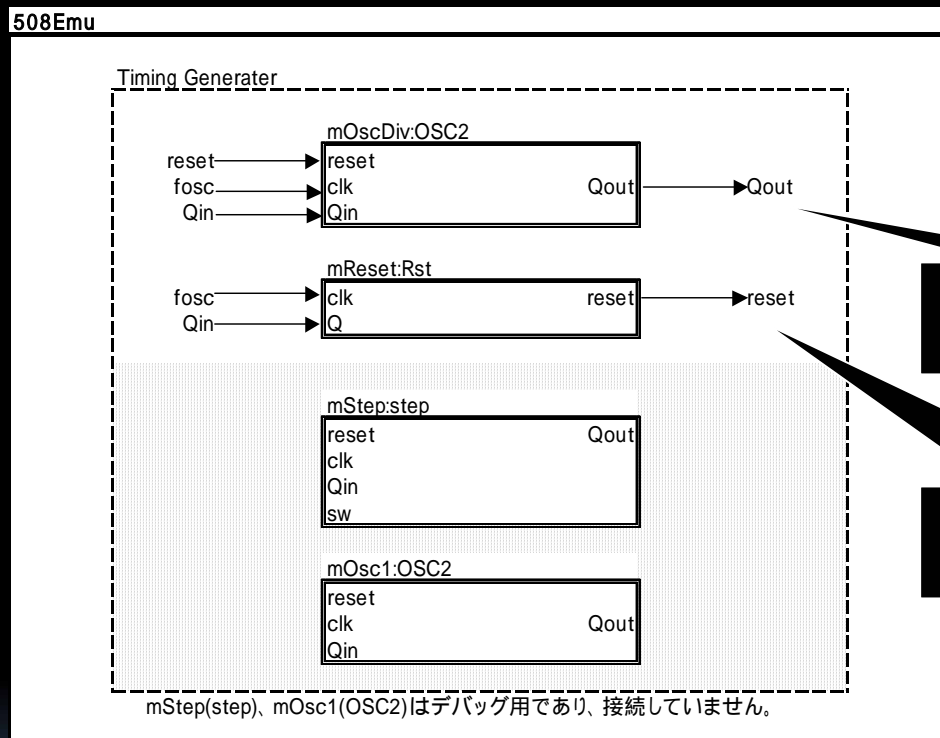 508Emu
Timing Generater
mOscDiv:OSC2
reset
reset
fosc
clk
Qout
Qout
Qin
Qin
mReset:Rst
fosc
clk
reset
reset
Qin
Q
mStep:step
reset
Qout
clk
Qin
sw
mOsc1:OSC2
reset
clk
Qout
Qin
mStep(step)、mOsc1(OSC2)はデバッグ用であり、接続していません。